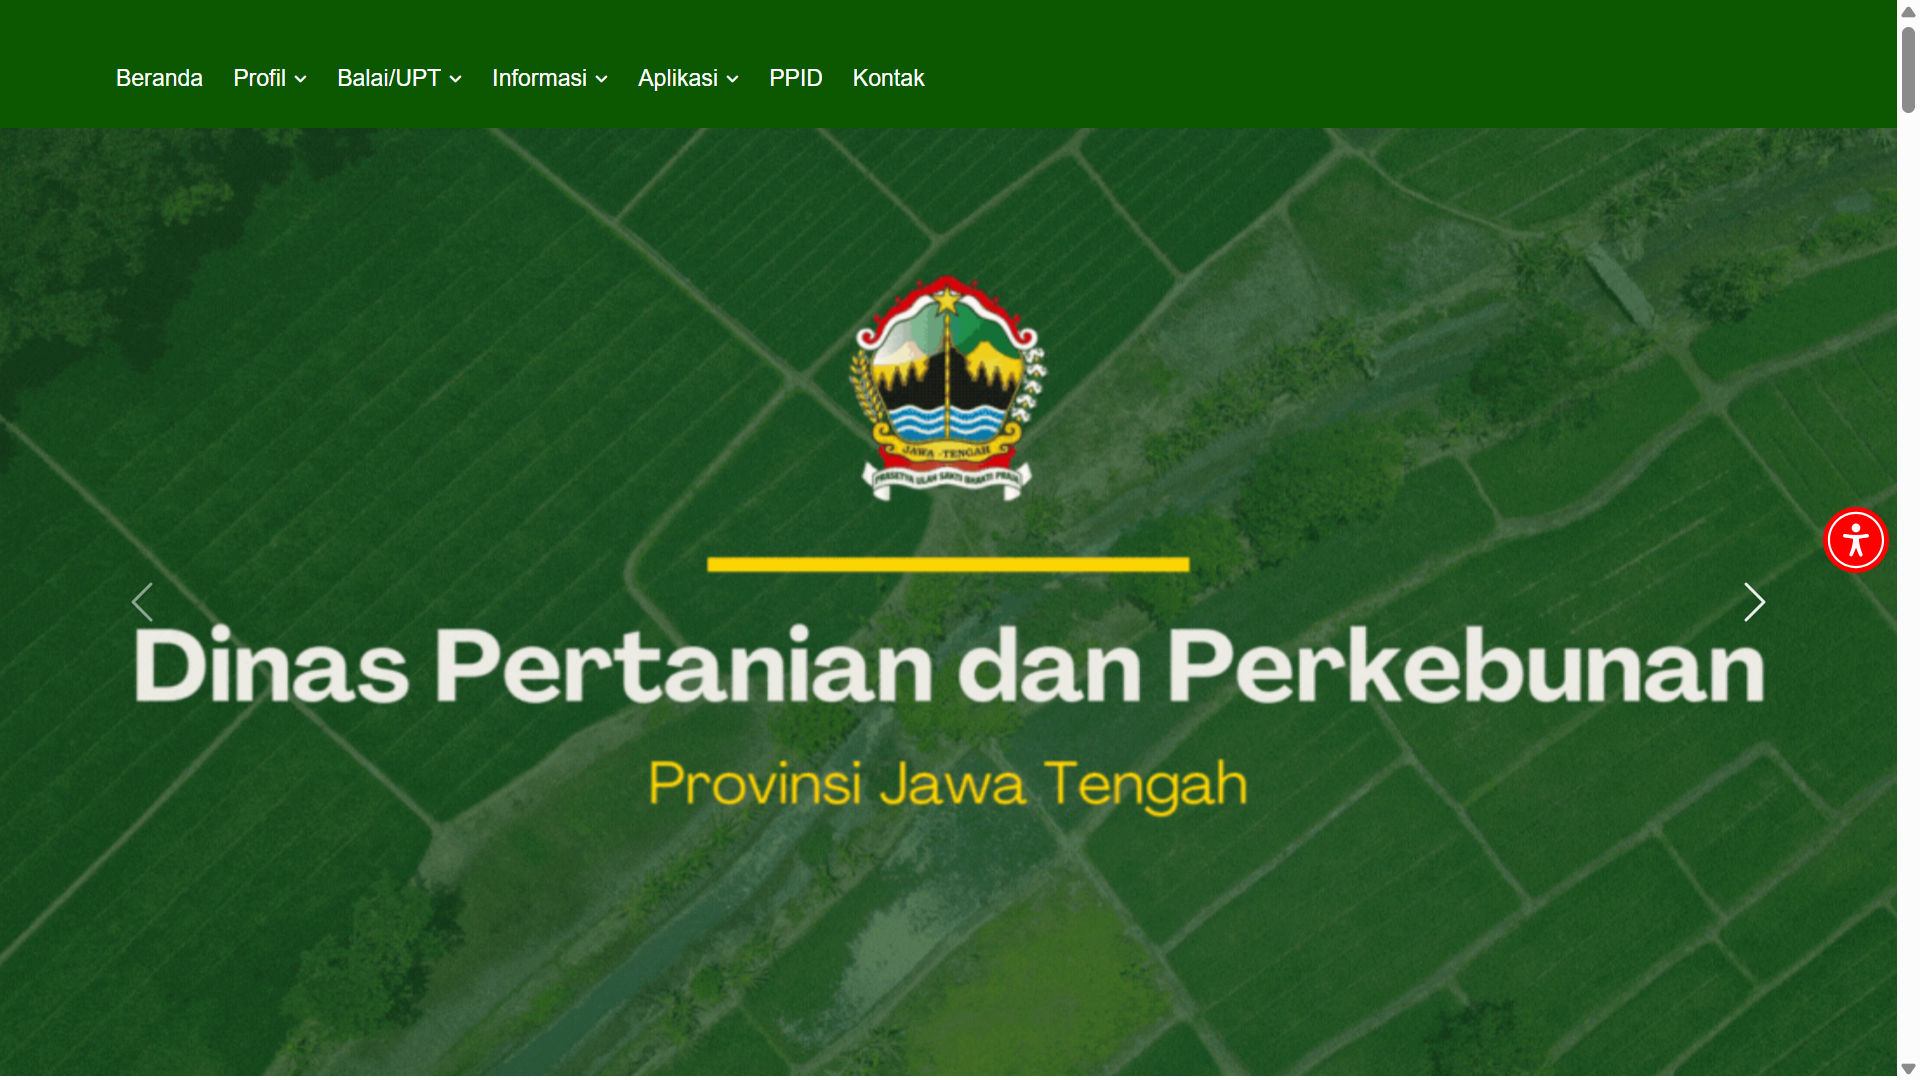 Beranda Profil Balai/UPT Informasi Aplikasi PPID Kontak
JAWA - TENGAH
PRASETYA ULAH SAKTI BHAKTI PRAJA
Dinas Pertanian dan Perkebunan
Provinsi Jawa Tengah